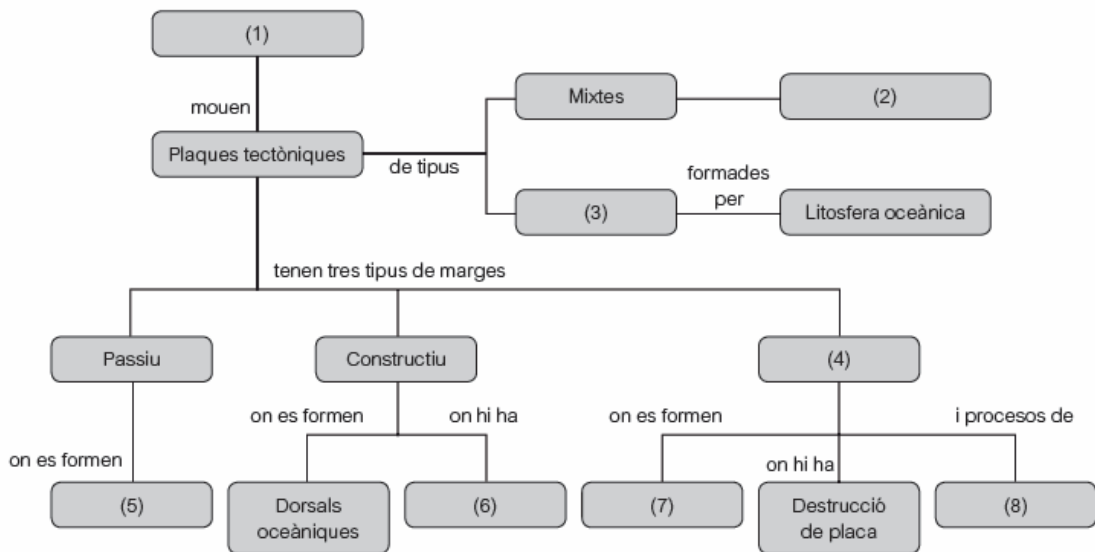 (1)
mouen
Mixtes
(2)
Plaques tectòniques
de tipus
formades
per
(3)
Litosfera oceànica
tenen tres tipus de marges
Passiu
Constructiu
(4)
on es formen
on hi ha
on es formen
i procesos de
on es formen
on hi ha
(5)
Dorsals
oceàniques
(6)
(7)
Destrucció
de placa
(8)